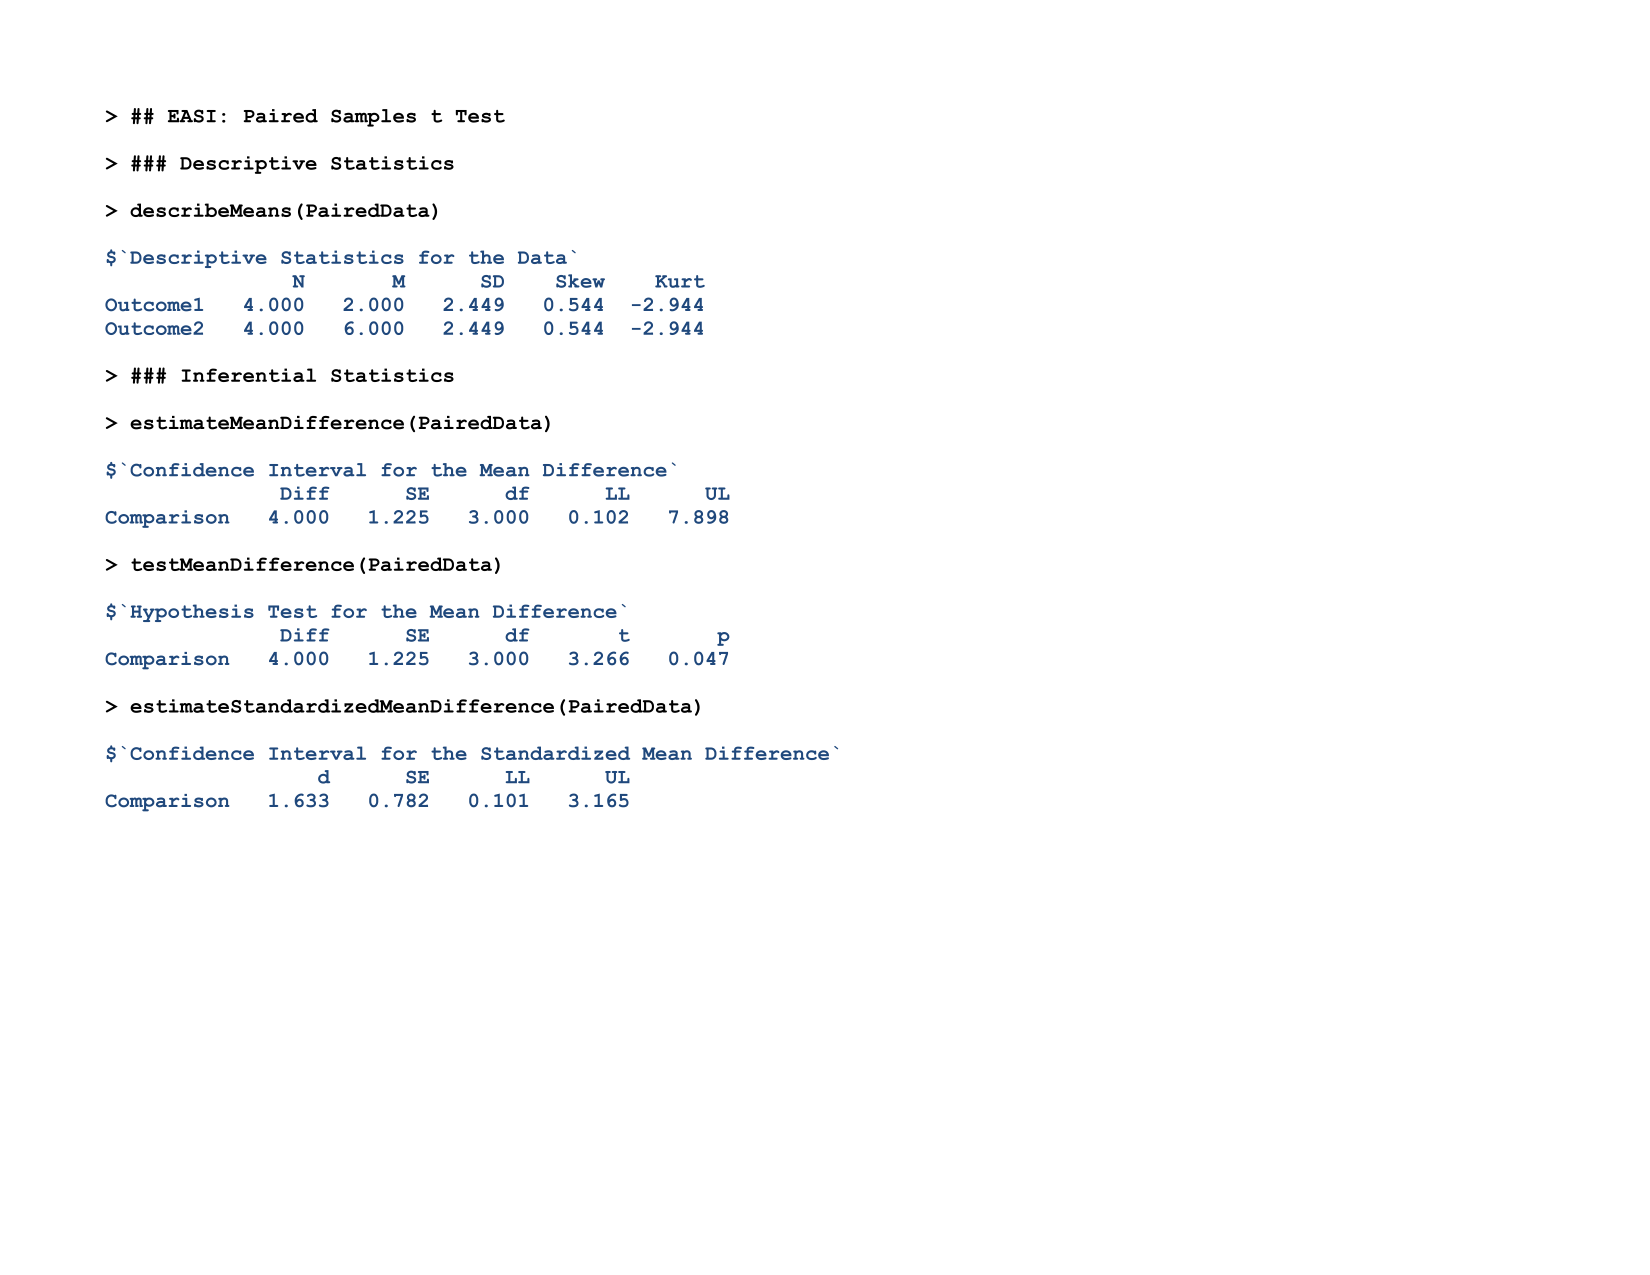 > ## EASI: Paired Samples t Test
> ### Descriptive Statistics
> describeMeans(PairedData)
$`Descriptive Statistics for the Data`
               N       M      SD    Skew    Kurt
Outcome1   4.000   2.000   2.449   0.544  -2.944
Outcome2   4.000   6.000   2.449   0.544  -2.944
> ### Inferential Statistics
> estimateMeanDifference(PairedData)
$`Confidence Interval for the Mean Difference`
              Diff      SE      df      LL      UL
Comparison   4.000   1.225   3.000   0.102   7.898
> testMeanDifference(PairedData)
$`Hypothesis Test for the Mean Difference`
              Diff      SE      df       t       p
Comparison   4.000   1.225   3.000   3.266   0.047
> estimateStandardizedMeanDifference(PairedData)
$`Confidence Interval for the Standardized Mean Difference`
                 d      SE      LL      UL
Comparison   1.633   0.782   0.101   3.165